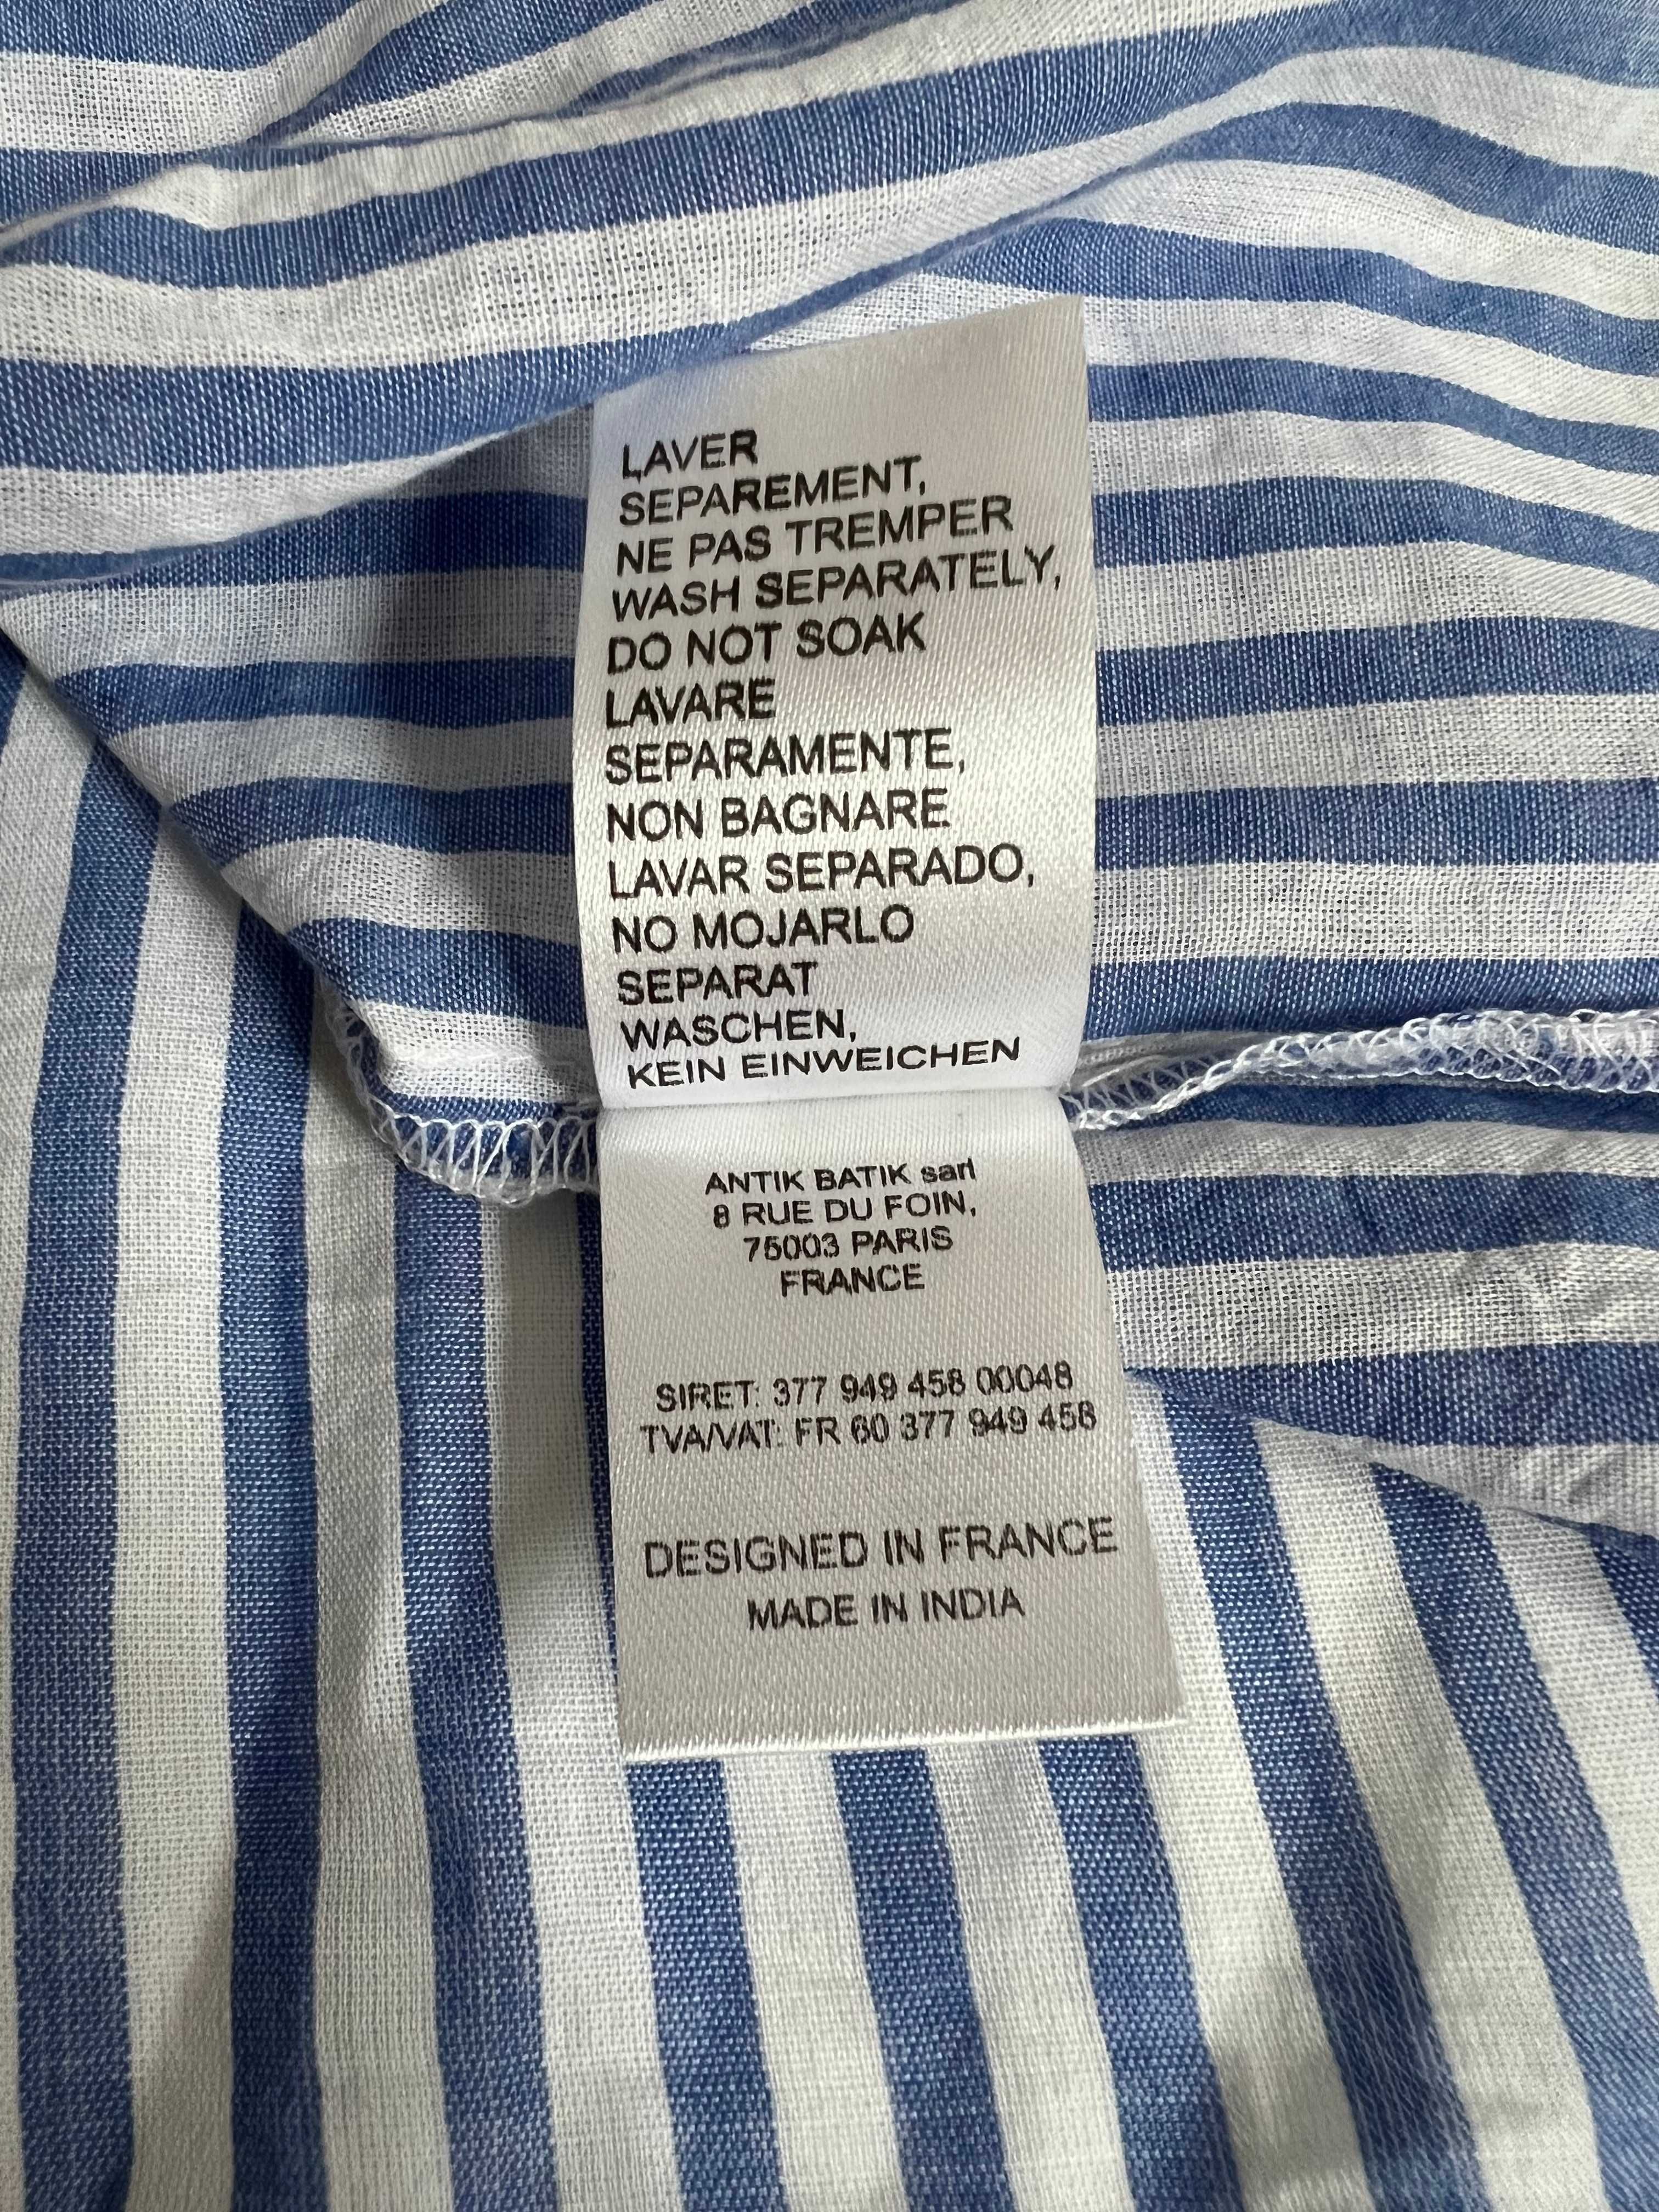 LAVER
SEPAREMENT,
NE PAS TREMPER
WASH SEPARATELY,
DO NOT SOAK
LAVARE
SEPARAMENTE,
NON BAGNARE
LAVAR SEPARADO,
NO MOJARLO
SEPARAT
WASCHEN,
KEIN EINWEICHEN
ANTIK BATIK sarl
8 RUE DU FOIN,
75003 PARIS
FRANCE
SIRET: 377 949 458 00048
TVA/VAT: FR 60 377 949 458
DESIGNED IN FRANCE
MADE IN INDIA